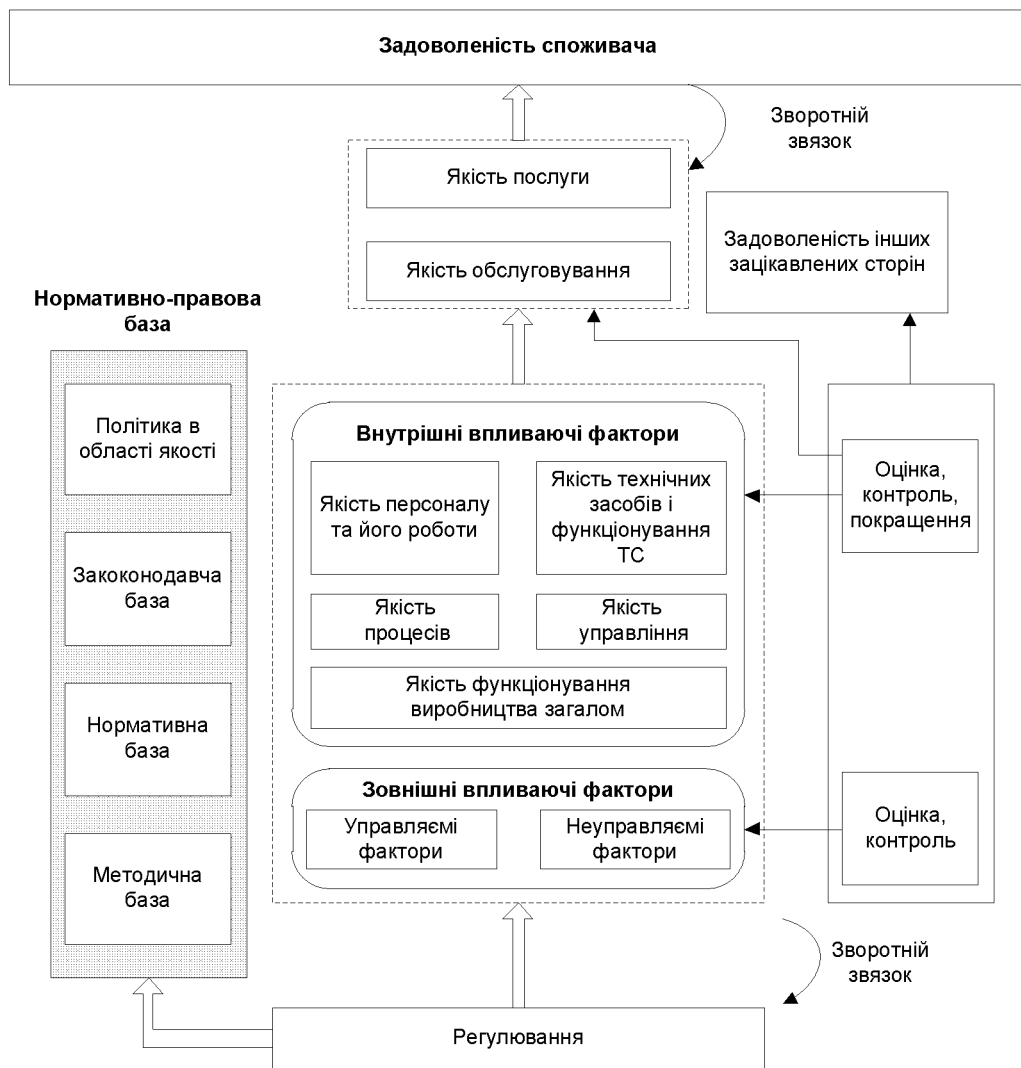 Задоволеність споживача
Зворотній
звязок
Якість послуги
Якість обслуговування
Задоволеність інших
зацікавлених сторін
Нормативно-правова
база
Політика в
області якості
Закоконодавча
база
Нормативна
база
Методична
база
Внутрішні впливаючі фактори
Якість персоналу
та його роботи
Якість технічних
засобів і
функціонування
ТС
Якість
процесів
Якість
управління
Якість функціонування
виробництва загалом
Зовнішні впливаючі фактори
Управляємі
фактори
Неуправляємі
фактори
Оцінка,
контроль,
покращення
Оцінка,
контроль
Зворотній
звязок
Регулювання